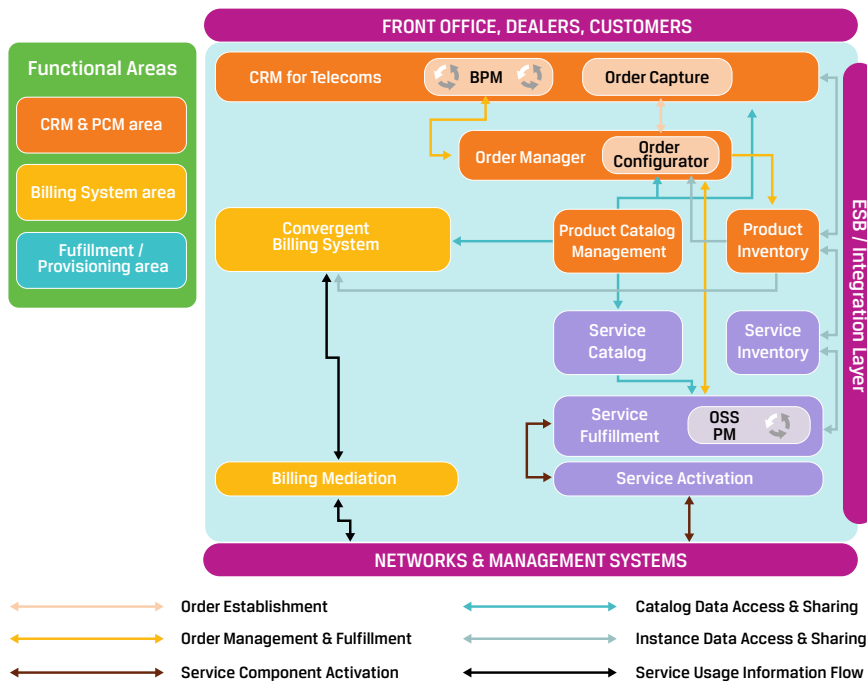 FRONT OFFICE, DEALERS, CUSTOMERS
Functional Areas
CRM & PCM area
Billing System area
Fufillment /
Provisioning area
CRM for Telecoms
BPM
Order Capture
Order Manager
Order
Configurator
Convergent
Billing System
Product Catalog
Management
Product
Inventory
Service
Catalog
Service
Inventory
Service
Fulfillment
OSS
PM
Billing Mediation
Service Activation
ESB / Integration Layer
NETWORKS & MANAGEMENT SYSTEMS
Order Establishment
Catalog Data Access & Sharing
Order Management & Fulfillment
Instance Data Access & Sharing
Service Component Activation
Service Usage Information Flow